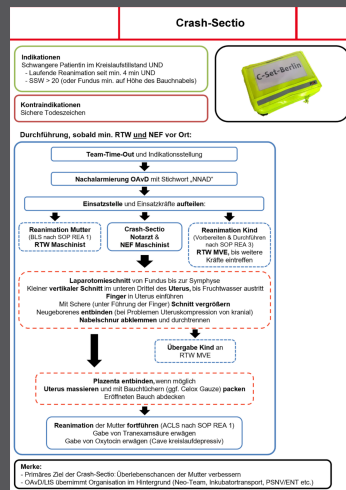 Crash-Sectio
Indikationen
Schwangere Patientin im Kreislaufstillstand UND
- Laufende Reanimation seit min. 4 min UND
- SSW > 20 (oder Fundus min. auf Höhe des Bauchnabels)
C-Set-Berlin
Kontraindikationen
Sichere Todeszeichen
Durchführung, sobald min. RTW und NEF vor Ort:
Team-Time-Out und Indikationsstellung
Nachalarmierung OAvD mit Stichwort „NNAD"
Einsatzstelle und Einsatzkräfte aufteilen:
Reanimation Mutter
(BLS nach SOP REA 1)
RTW Maschinist
Crash-Sectio
Notarzt &
NEF Maschinist
Reanimation Kind
(Vorbereiten & Durchführen
nach SOP REA 3)
RTW MVE, bis weitere
Kräfte eintreffen
Laparotomieschnitt von Fundus bis zur Symphyse
Kleiner vertikaler Schnitt im unteren Drittel des Uterus, bis Fruchtwasser austritt
Finger in Uterus einführen
Mit Schere (unter Führung der Finger) Schnitt vergrößern
Neugeborenes entbinden (bei Problemen Uteruskompression von kranial)
Nabelschnur abklemmen und durchtrennen
Übergabe Kind an
RTW MVE
Plazenta entbinden, wenn möglich
Uterus massieren und mit Bauchtüchern (ggf. Celox Gauze) packen
Eröffneten Bauch abdecken
Reanimation der Mutter fortführen (ACLS nach SOP REA 1)
Gabe von Tranexamsäure erwägen
Gabe von Oxytocin erwägen (Cave kreislaufdepressiv)
Merke:
- Primäres Ziel der Crash-Sectio: Überlebenschancen der Mutter verbessern
- OAvD/LtS übernimmt Organisation im Hintergrund (Neo-Team, Inkubatortransport, PSNV/ENT etc.)